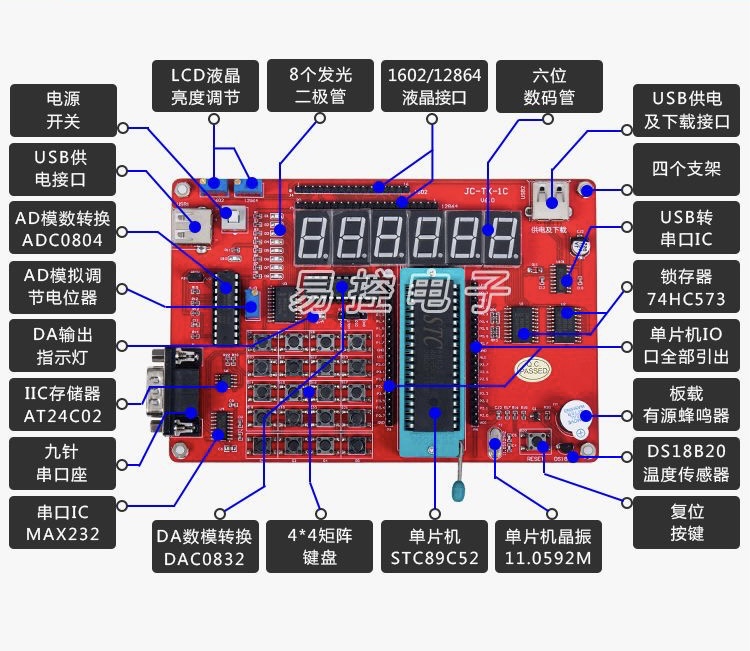 LCD液晶
亮度调节
8个发光
二极管
1602/12864
液晶接口
六位
数码管
电源
开关
USB供
电接口
AD模数转换
ADC0804
AD模拟调
节电位器
DA输出
指示灯
IIC存储器
AT24C02
九针
串口座
串口IC
MAX232
USB供电
及下载接口
四个支架
USB转
串口IC
锁存器
74HC573
单片机IO
口全部引出
板载
有源蜂鸣器
DS18B20
温度传感器
复位
按键
DA数模转换
DAC0832
4*4矩阵
键盘
单片机
STC89C52
单片机晶振
11.0592M
JC-TX-1C
V6.0
12864
供电及下载
易控电子
STC
Q.C
PASSED
RESET